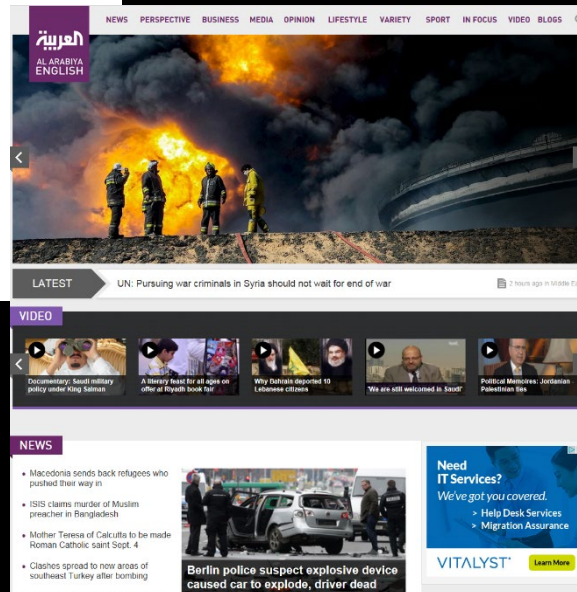 NEWS PERSPECTIVE BUSINESS MEDIA OPINION LIFESTYLE VARIETY SPORT IN FOCUS VIDEO BLOGS
العربية
AL ARABIYA
ENGLISH
LATEST
UN: Pursuing war criminals in Syria should not wait for end of war
2 hours ago in Middle Ea
VIDEO
Documentary: Saudi military
policy under King Salman
A literary feast for all ages on
offer at Riyadh book fair
Why Bahrain deported 10
Lebanese citizens
'We are still welcomed in Saudi'
Political Memoires: Jordanian
Palestinian ties
NEWS
• Macedonia sends back refugees who
pushed their way in
• ISIS claims murder of Muslim
preacher in Bangladesh
• Mother Teresa of Calcutta to be made
Roman Catholic saint Sept. 4
• Clashes spread to new areas of
southeast Turkey after bombing
Berlin police suspect explosive device
caused car to explode, driver dead
Need
IT Services?
We've got you covered.
> Help Desk Services
> Migration Assurance
VITALYST
Learn More